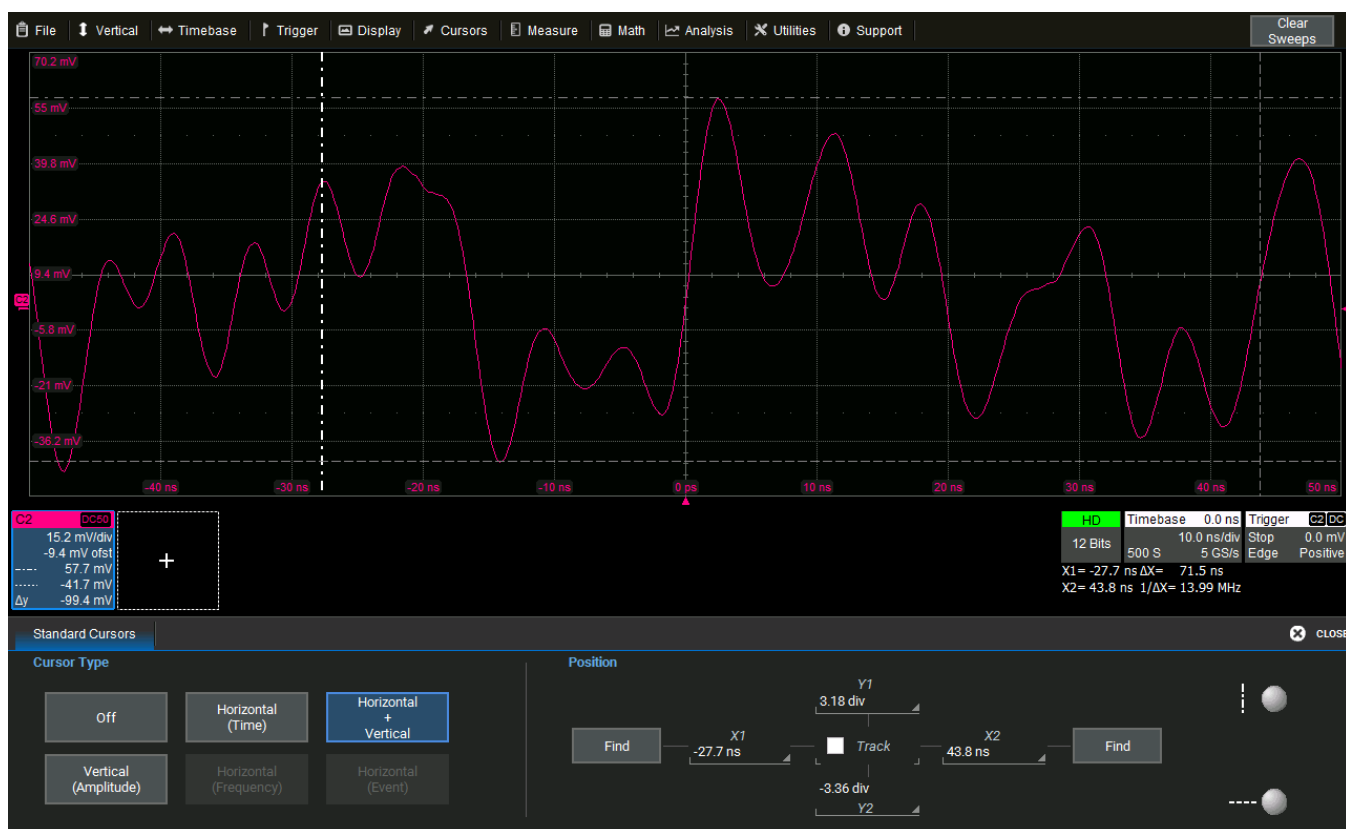 File Vertical Timebase Trigger Display Cursors Measure Math Analysis Utilities Support Clear
Sweeps
70.2 mV
55 mV
39.8 mV
24.6 mV
9.4 mV
C2
-5.8 mV
-21 mV
-36.2 mV
-40 ns -30 ns -20 ns -10 ns 0 ps 10 ns 20 ns 30 ns 40 ns 50 ns
C2 DC50
15.2 mV/div
-9.4 mV ofst
57.7 mV
-41.7 mV
Δy -99.4 mV
+
HD
12 Bits
Timebase 0.0 ns
10.0 ns/div
500 S 5 GS/s
Trigger C2 DC
Stop 0.0 mV
Edge Positive
X1= -27.7 ns ΔX= 71.5 ns
X2= 43.8 ns 1/ΔX= 13.99 MHz
Standard Cursors
CLOSE
Cursor Type
Off
Horizontal
(Time)
Horizontal
+
Vertical
Vertical
(Amplitude)
Horizontal
(Frequency)
Horizontal
(Event)
Position
Y1
3.18 div
Find
X1
-27.7 ns
Track
X2
43.8 ns
Find
-3.36 div
Y2